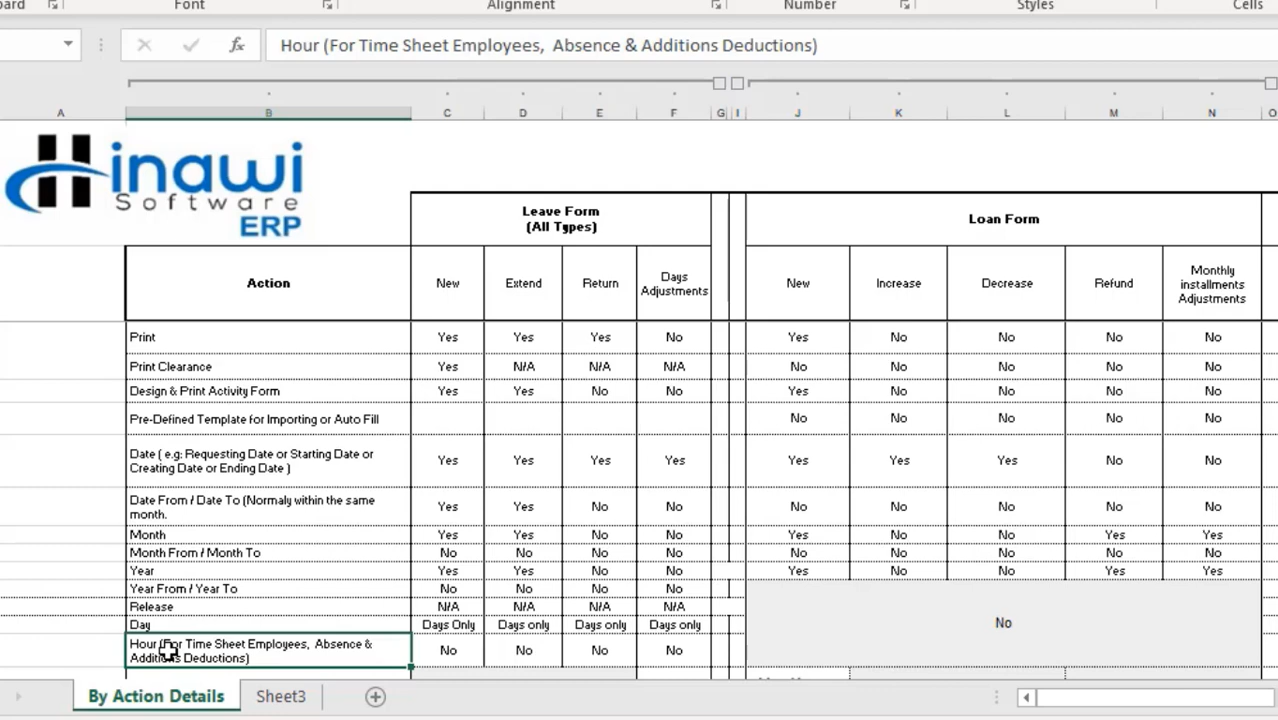 ard Font Alignment Number Styles Cells
fx Hour (For Time Sheet Employees,  Absence & Additions Deductions)
A B C D E F G I J K L M N O
Hinawi
Software
ERP
Leave Form
(All Types)
Loan Form
Action New Extend Return Days Adjustments New Increase Decrease Refund Monthly installments Adjustments
Print Yes Yes Yes No Yes No No No No
Print Clearance Yes N/A N/A N/A No No No No No
Design & Print Activity Form Yes Yes No No Yes No No No No
Pre-Defined Template for Importing or Auto Fill No No No No No
Date ( e.g: Requesting Date or Starting Date or
Creating Date or Ending Date ) Yes Yes Yes Yes Yes Yes Yes No No
Date From / Date To (Normaly within the same
month. Yes Yes No No No No No No No
Month Yes Yes No No Yes No No Yes Yes
Month From / Month To No No No No No No No No No
Year Yes Yes No No Yes No No Yes Yes
Year From / Year To No No No No
Release N/A N/A N/A N/A
No
Day Days Only Days only Days only Days only
Hour (For Time Sheet Employees,  Absence &
Additions Deductions) No No No No
By Action Details Sheet3